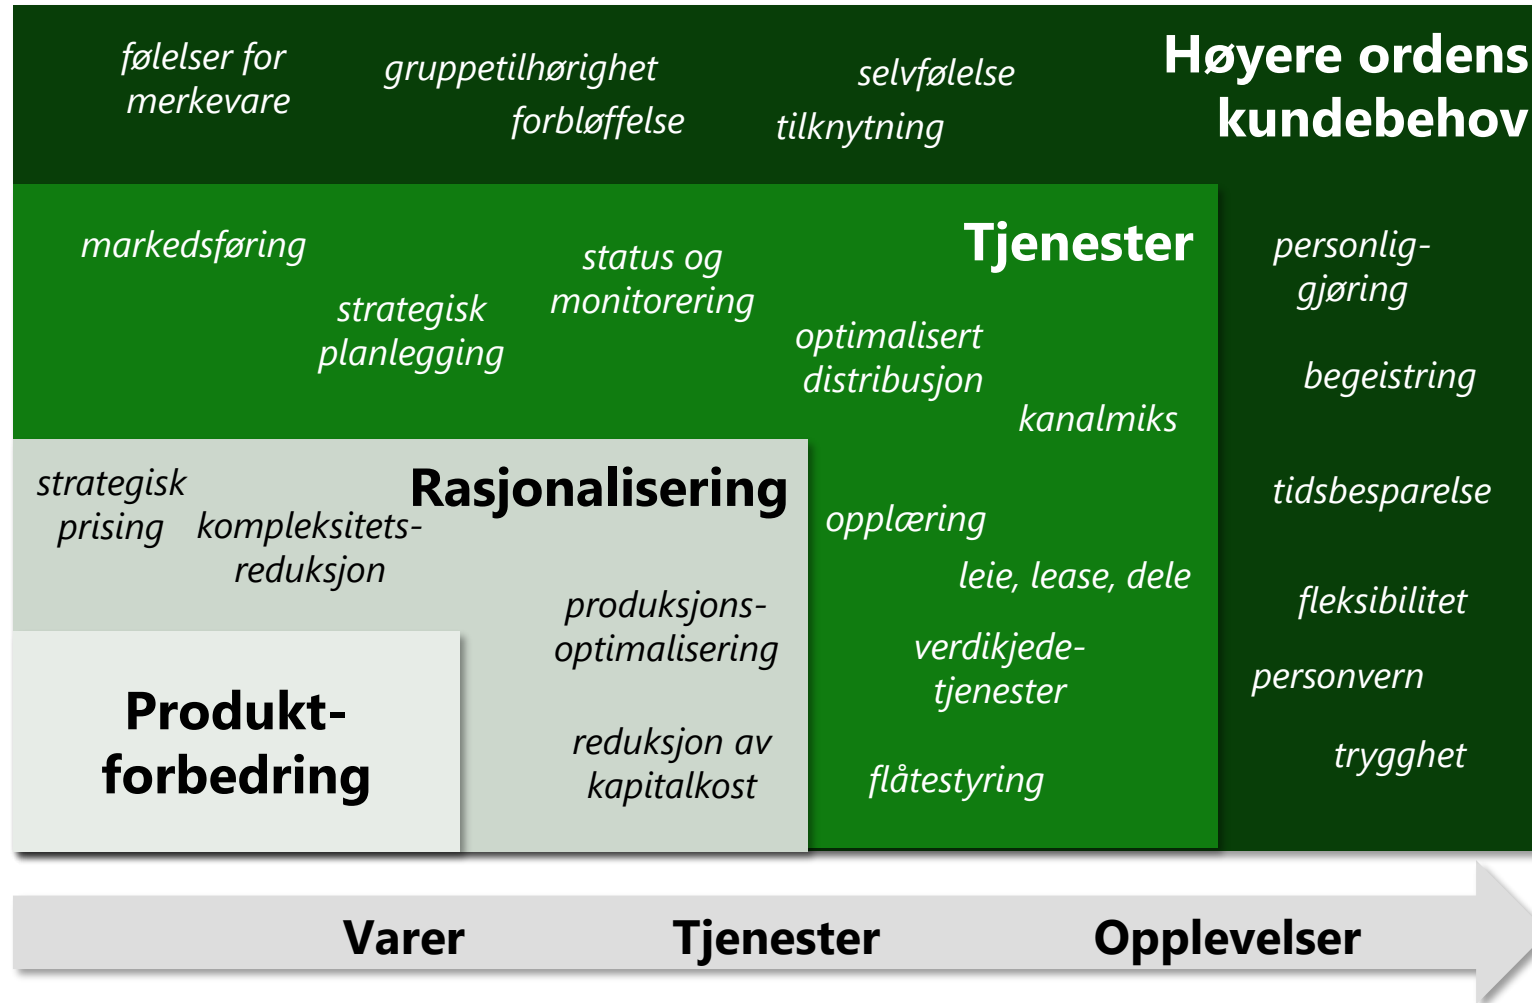 følelser for
merkevare
gruppetilhørighet
forbløffelse
selvfølelse
tilknytning
Høyere ordens
kundebehov
markedsføring
strategisk
planlegging
status og
monitorering
Tjenester
optimalisert
distribusjon
kanalmiks
personlig-
gjøring
begeistring
strategisk
prising
kompleksitets-
reduksjon
Rasjonalisering
produksjons-
optimalisering
reduksjon av
kapitalkost
opplæring
leie, lease, dele
verdikjede-
tjenester
flåtestyring
tidsbesparelse
fleksibilitet
personvern
trygghet
Produkt-
forbedring
Varer
Tjenester
Opplevelser